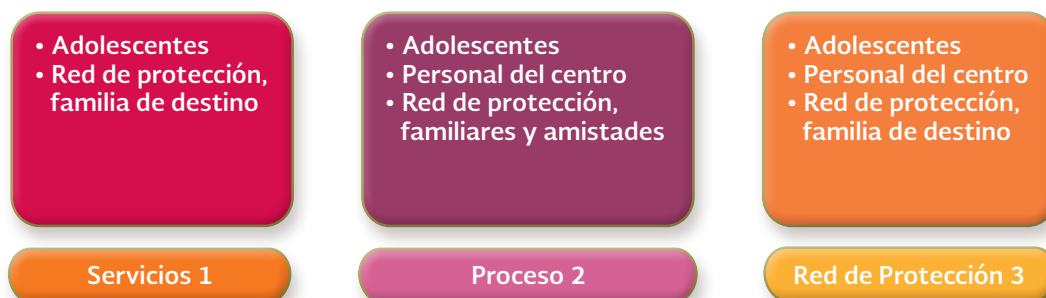 • Adolescentes
• Red de protección,
familia de destino
Servicios 1
• Adolescentes
• Personal del centro
• Red de protección,
familiares y amistades
Proceso 2
• Adolescentes
• Personal del centro
• Red de protección,
familia de destino
Red de Protección 3